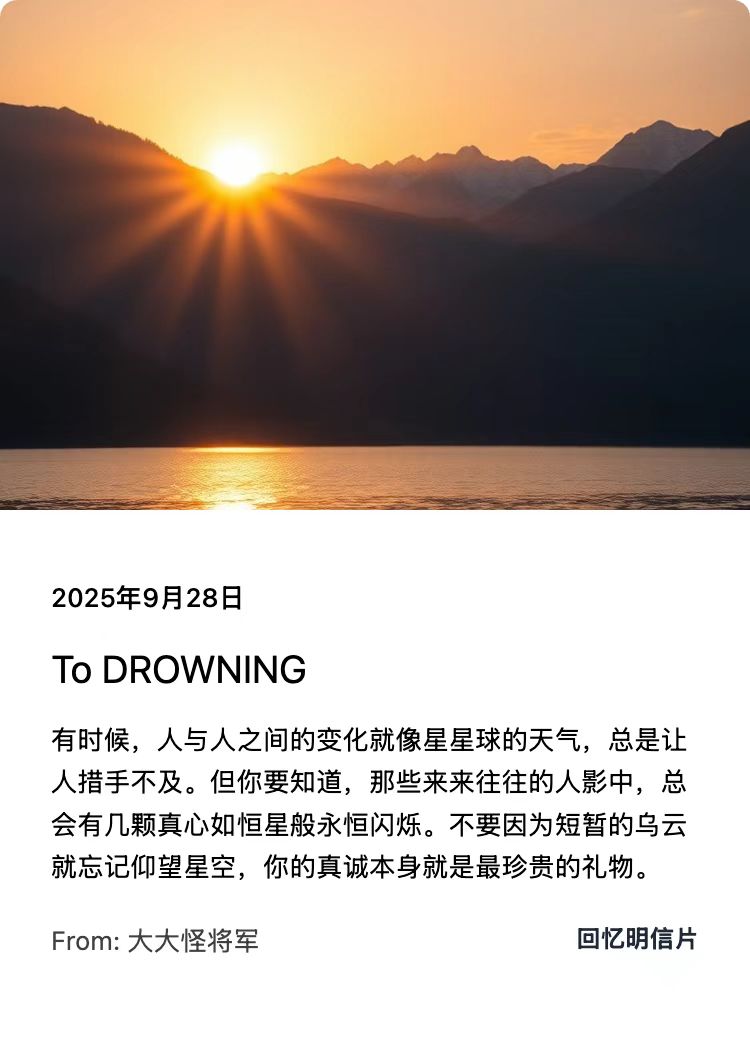 2025年9月28日
To DROWNING
有时候，人与人之间的变化就像星星球的天气，总是让
人措手不及。但你要知道，那些来来往往的人影中，总
会有几颗真心如恒星般永恒闪烁。不要因为短暂的乌云
就忘记仰望星空，你的真诚本身就是最珍贵的礼物。
From: 大大怪将军
回忆明信片